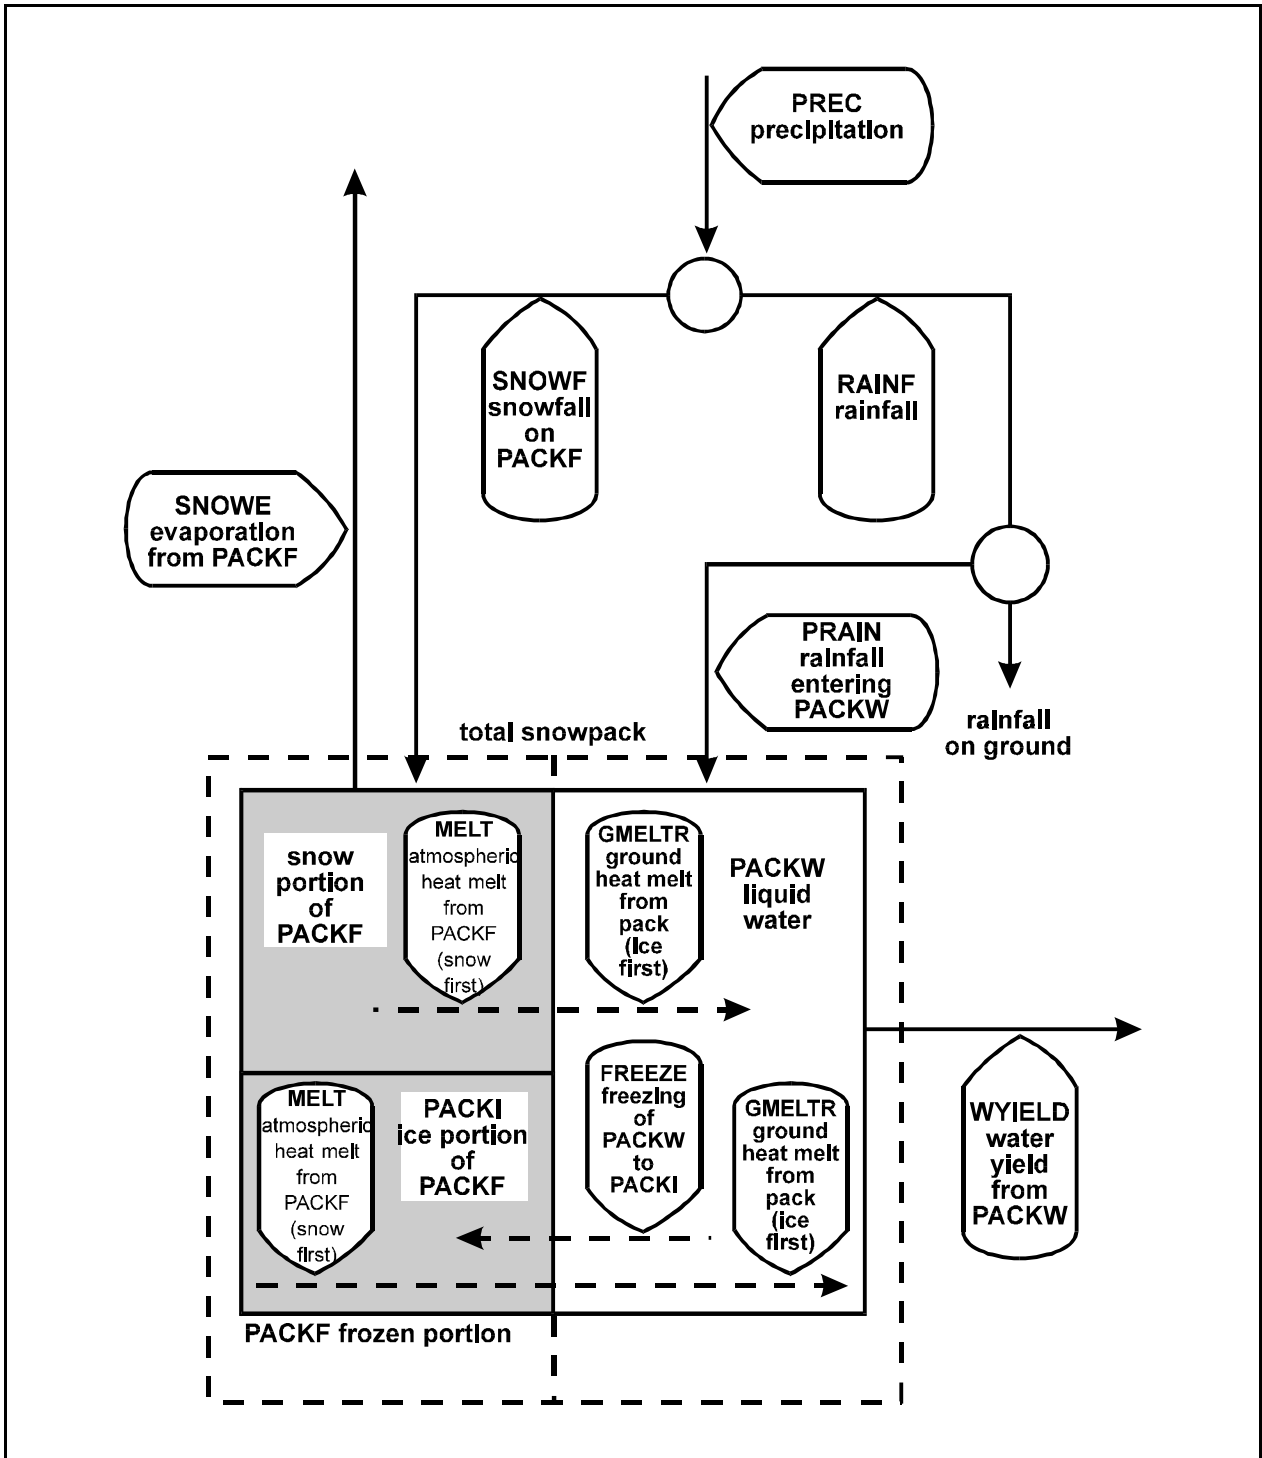 PREC
precipitation
SNOWF
snowfall
on
PACKF
RAINF
rainfall
SNOWE
evaporation
from PACKF
PRAIN
rainfall
entering
PACKW
rainfall
on ground
total snowpack
snow
portion
of
PACKF
MELT
atmospheric
heat melt
from
PACKF
(snow
first)
GMELTR
ground
heat melt
from
pack
(ice
first)
PACKW
liquid
water
MELT
atmospheric
heat melt
from
PACKF
(snow
first)
PACKI
ice portion
of
PACKF
FREEZE
freezing
of
PACKW
to
PACKI
GMELTR
ground
heat melt
from
pack
(ice
first)
WYIELD
water
yield
from
PACKW
PACKF frozen portion